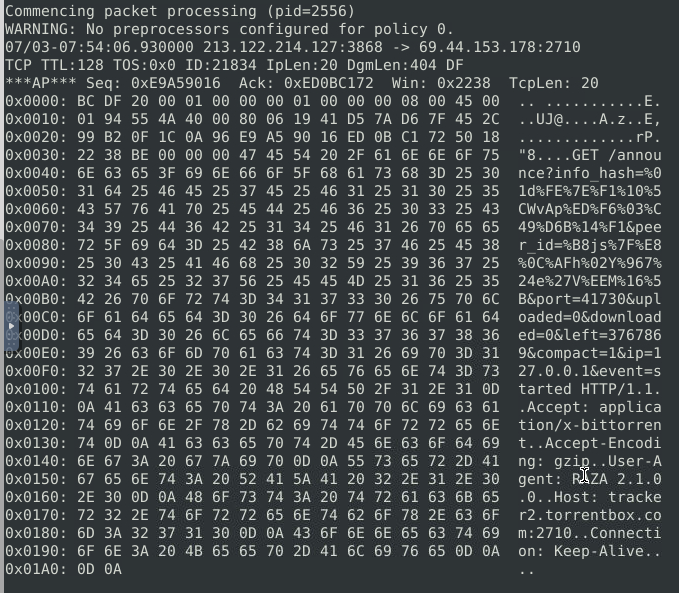 Commencing packet processing (pid=2556)
WARNING: No preprocessors configured for policy 0.
07/03-07:54:06.930000 213.122.214.127:3868 -> 69.44.153.178:2710
TCP TTL:128 TOS:0x0 ID:21834 IpLen:20 DgmLen:404 DF
***AP*** Seq: 0xE9A59016 Ack: 0xED0BC172 Win: 0x2238 TcpLen: 20
0x0000: BC DF 20 00 01 00 00 00 01 00 00 00 08 00 45 00 .. ...........E.
0x0010: 01 94 55 4A 40 00 80 06 19 41 D5 7A D6 7F 45 2C ..UJ@....A.z..E,
0x0020: 99 B2 0F 1C 0A 96 E9 A5 90 16 ED 0B C1 72 50 18 .............rP.
0x0030: 22 38 BE 00 00 00 47 45 54 20 2F 61 6E 6E 6F 75 "8....GET /annou
0x0040: 6E 63 65 3F 69 6E 66 6F 5F 68 61 73 68 3D 25 30 nce?info_hash=%0
0x0050: 31 64 25 46 45 25 37 45 25 46 31 25 31 30 25 35 1d%FE%7E%F1%10%5
0x0060: 43 57 76 41 70 25 45 44 25 46 36 25 30 33 25 43 CWvAp%ED%F6%03%C
0x0070: 34 39 25 44 36 42 25 31 34 25 46 31 26 70 65 65 49%D6B%14%F1&pee
0x0080: 72 5F 69 64 3D 25 42 38 6A 73 25 37 46 25 45 38 r_id=%B8js%7F%E8
0x0090: 25 30 43 25 41 46 68 25 30 32 59 25 39 36 37 25 %0C%AFh%02Y%967%
0x00A0: 32 34 65 25 32 37 56 25 45 45 4D 25 31 36 25 35 24e%27V%EEM%16%5
0x00B0: 42 26 70 6F 72 74 3D 34 31 37 33 30 26 75 70 6C B&port=41730&upl
0x00C0: 6F 61 64 65 64 3D 30 26 64 6F 77 6E 6C 6F 61 64 oaded=0&download
0x00D0: 65 64 3D 30 26 6C 65 66 74 3D 33 37 36 37 38 36 ed=0&left=376786
0x00E0: 39 26 63 6F 6D 70 61 63 74 3D 31 26 69 70 3D 31 9&compact=1&ip=1
0x00F0: 32 37 2E 30 2E 30 2E 31 26 65 76 65 6E 74 3D 73 27.0.0.1&event=s
0x0100: 74 61 72 74 65 64 20 48 54 54 50 2F 31 2E 31 0D tarted HTTP/1.1.
0x0110: 0A 41 63 63 65 70 74 3A 20 61 70 70 6C 69 63 61 .Accept: applica
0x0120: 74 69 6F 6E 2F 78 2D 62 69 74 74 6F 72 72 65 6E tion/x-bittorren
0x0130: 74 0D 0A 41 63 63 65 70 74 2D 45 6E 63 6F 64 69 t..Accept-Encodi
0x0140: 6E 67 3A 20 67 7A 69 70 0D 0A 55 73 65 72 2D 41 ng: gzip..User-A
0x0150: 67 65 6E 74 3A 20 52 41 5A 41 20 32 2E 31 2E 30 gent: RAZA 2.1.0
0x0160: 2E 30 0D 0A 48 6F 73 74 3A 20 74 72 61 63 6B 65 .0..Host: tracke
0x0170: 72 32 2E 74 6F 72 72 65 6E 74 62 6F 78 2E 63 6F r2.torrentbox.co
0x0180: 6D 3A 32 37 31 30 0D 0A 43 6F 6E 6E 65 63 74 69 m:2710..Connecti
0x0190: 6F 6E 3A 20 4B 65 65 70 2D 41 6C 69 76 65 0D 0A on: Keep-Alive..
0x01A0: 0D 0A ..